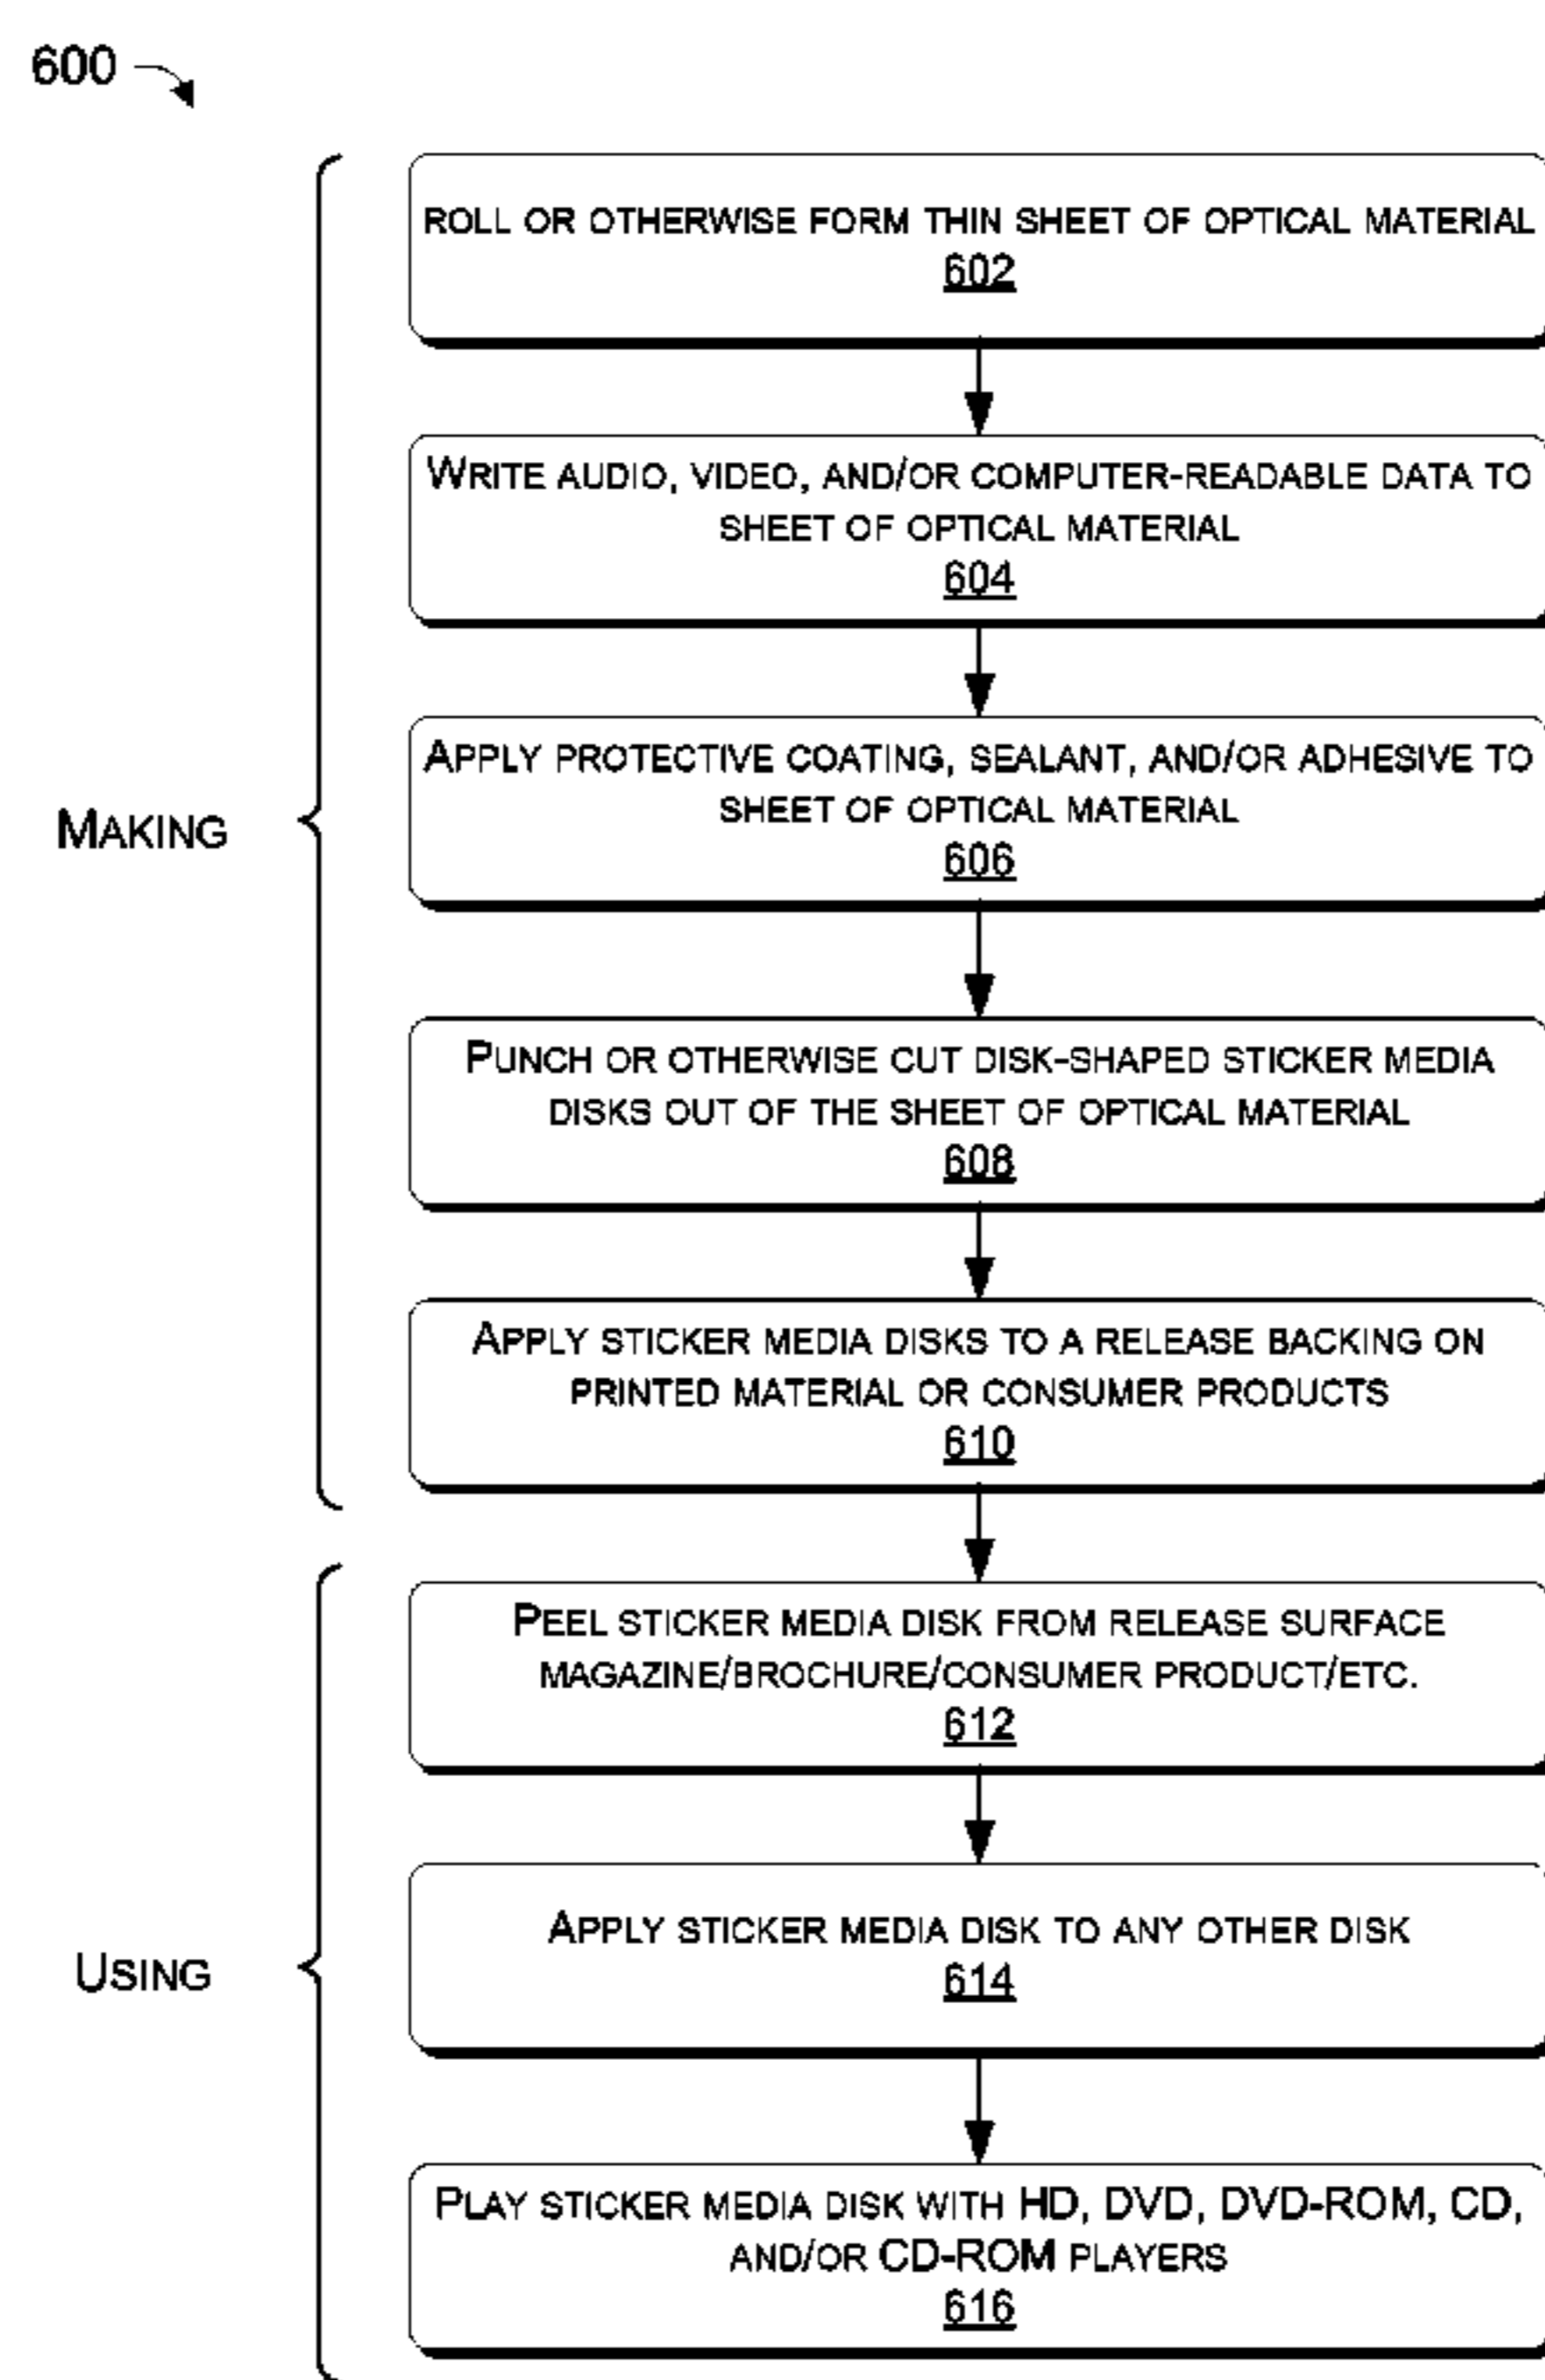 600
ROLL OR OTHERWISE FORM THIN SHEET OF OPTICAL MATERIAL
602
WRITE AUDIO, VIDEO, AND/OR COMPUTER-READABLE DATA TO
SHEET OF OPTICAL MATERIAL
604
APPLY PROTECTIVE COATING, SEALANT, AND/OR ADHESIVE TO
SHEET OF OPTICAL MATERIAL
606
MAKING
PUNCH OR OTHERWISE CUT DISK-SHAPED STICKER MEDIA
DISKS OUT OF THE SHEET OF OPTICAL MATERIAL
608
APPLY STICKER MEDIA DISKS TO A RELEASE BACKING ON
PRINTED MATERIAL OR CONSUMER PRODUCTS
610
PEEL STICKER MEDIA DISK FROM RELEASE SURFACE
MAGAZINE/BROCHURE/CONSUMER PRODUCT/ETC.
612
APPLY STICKER MEDIA DISK TO ANY OTHER DISK
614
USING
PLAY STICKER MEDIA DISK WITH HD, DVD, DVD-ROM, CD,
AND/OR CD-ROM PLAYERS
616